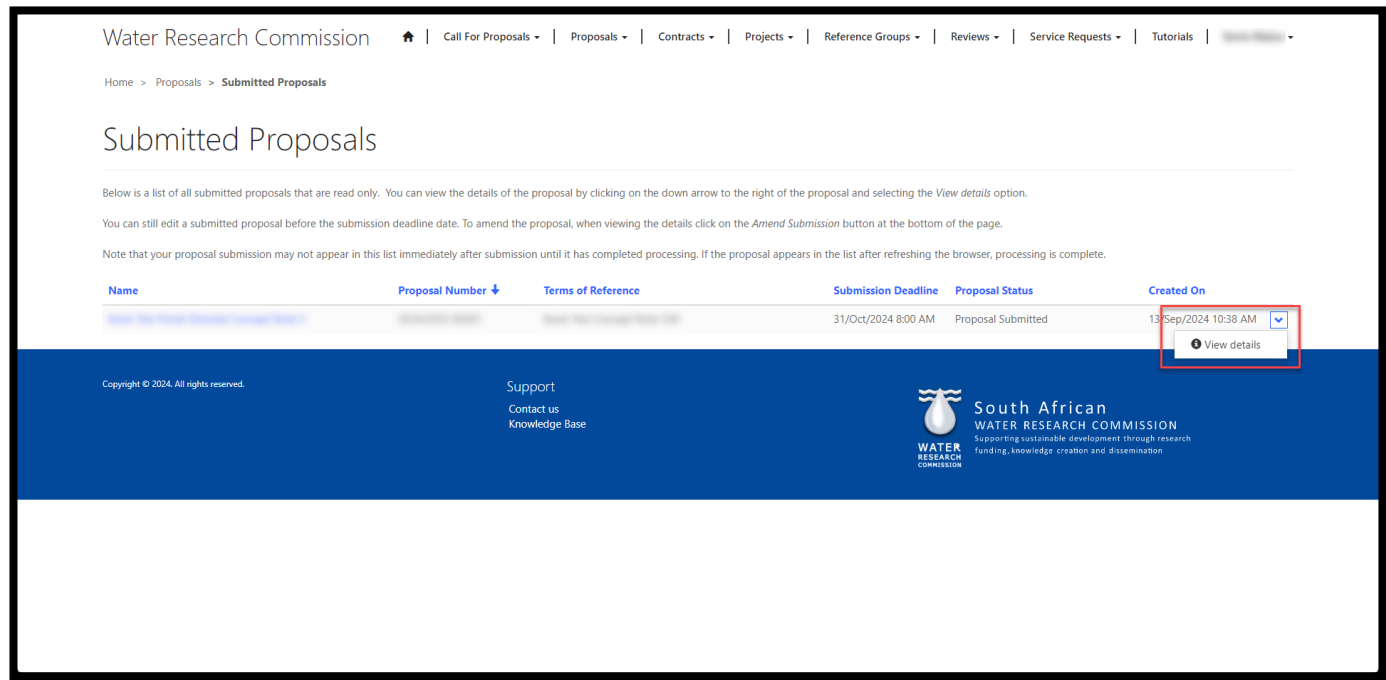 Water Research Commission
Call For Proposals
Proposals
Contracts
Projects
Reference Groups
Reviews
Service Requests
Tutorials
Home > Proposals > Submitted Proposals
Submitted Proposals
Below is a list of all submitted proposals that are read only. You can view the details of the proposal by clicking on the down arrow to the right of the proposal and selecting the View details option.
You can still edit a submitted proposal before the submission deadline date. To amend the proposal, when viewing the details click on the Amend Submission button at the bottom of the page.
Note that your proposal submission may not appear in this list immediately after submission until it has completed processing. If the proposal appears in the list after refreshing the browser, processing is complete.
Name Proposal Number Terms of Reference Submission Deadline Proposal Status Created On
31/Oct/2024 8:00 AM Proposal Submitted 13/Sep/2024 10:38 AM
View details
Copyright © 2024. All rights reserved.
Support
Contact us
Knowledge Base
WATER
RESEARCH
COMMISSION
South African
WATER RESEARCH COMMISSION
Supporting sustainable development through research
funding, knowledge creation and dissemination